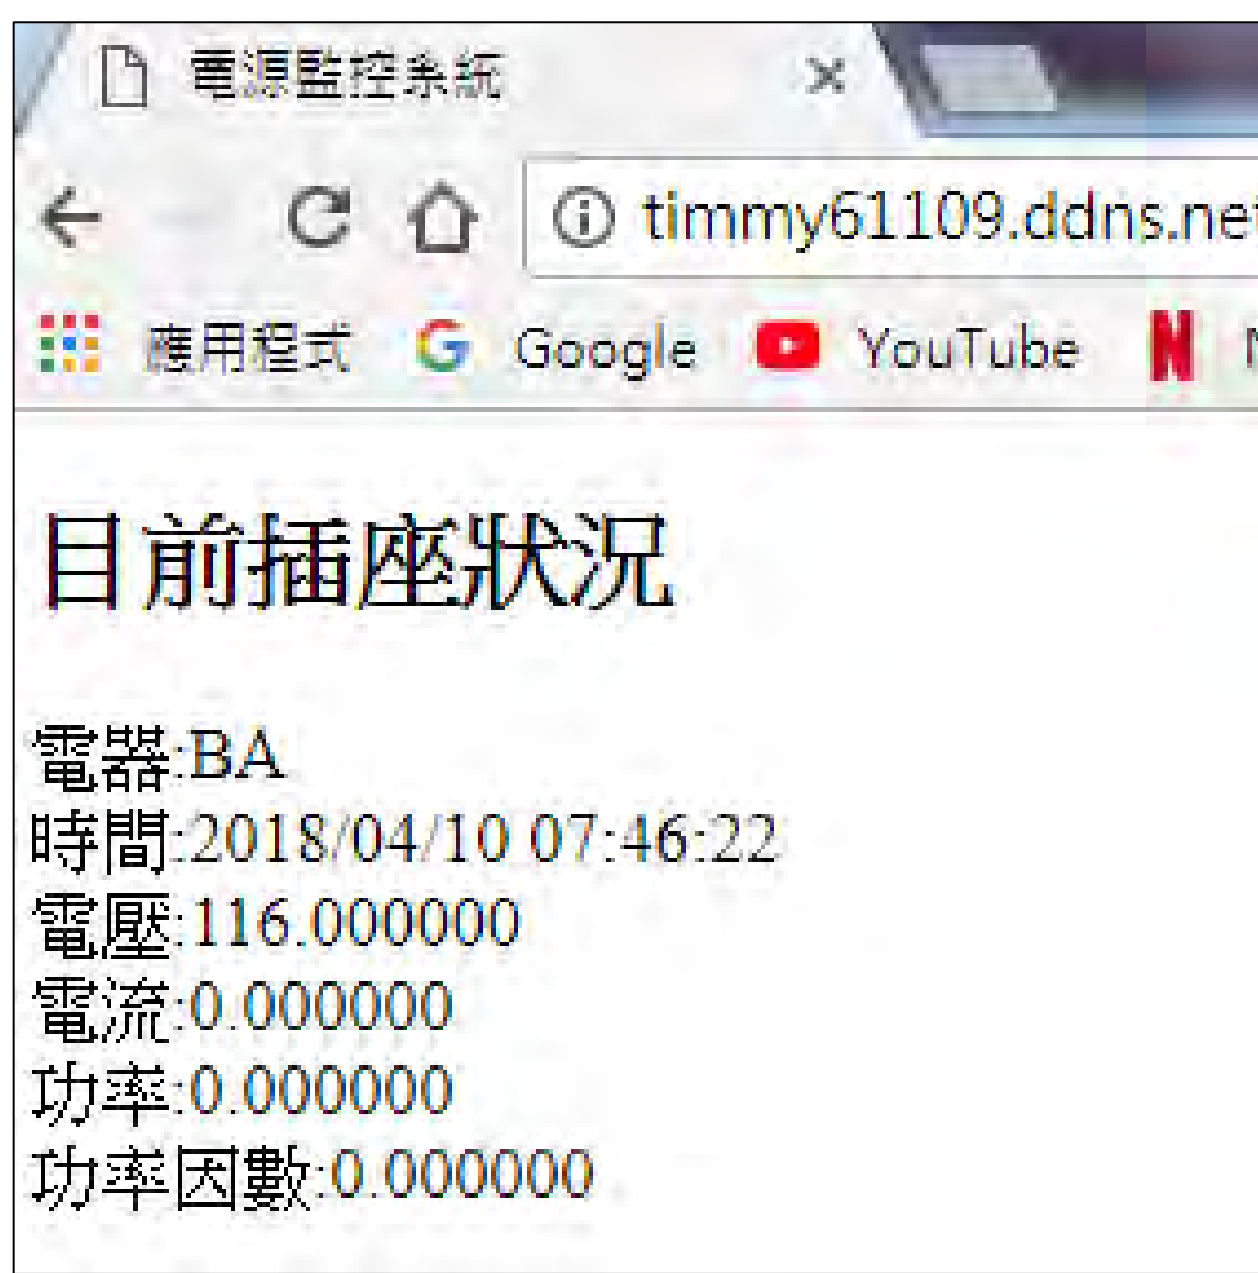 電源監控系統
timmy61109.ddns.net
應用程式 Google YouTube
目前插座狀況
電器:BA
時間:2018/04/10 07:46:22
電壓:116.000000
電流:0.000000
功率:0.000000
功率因數:0.000000